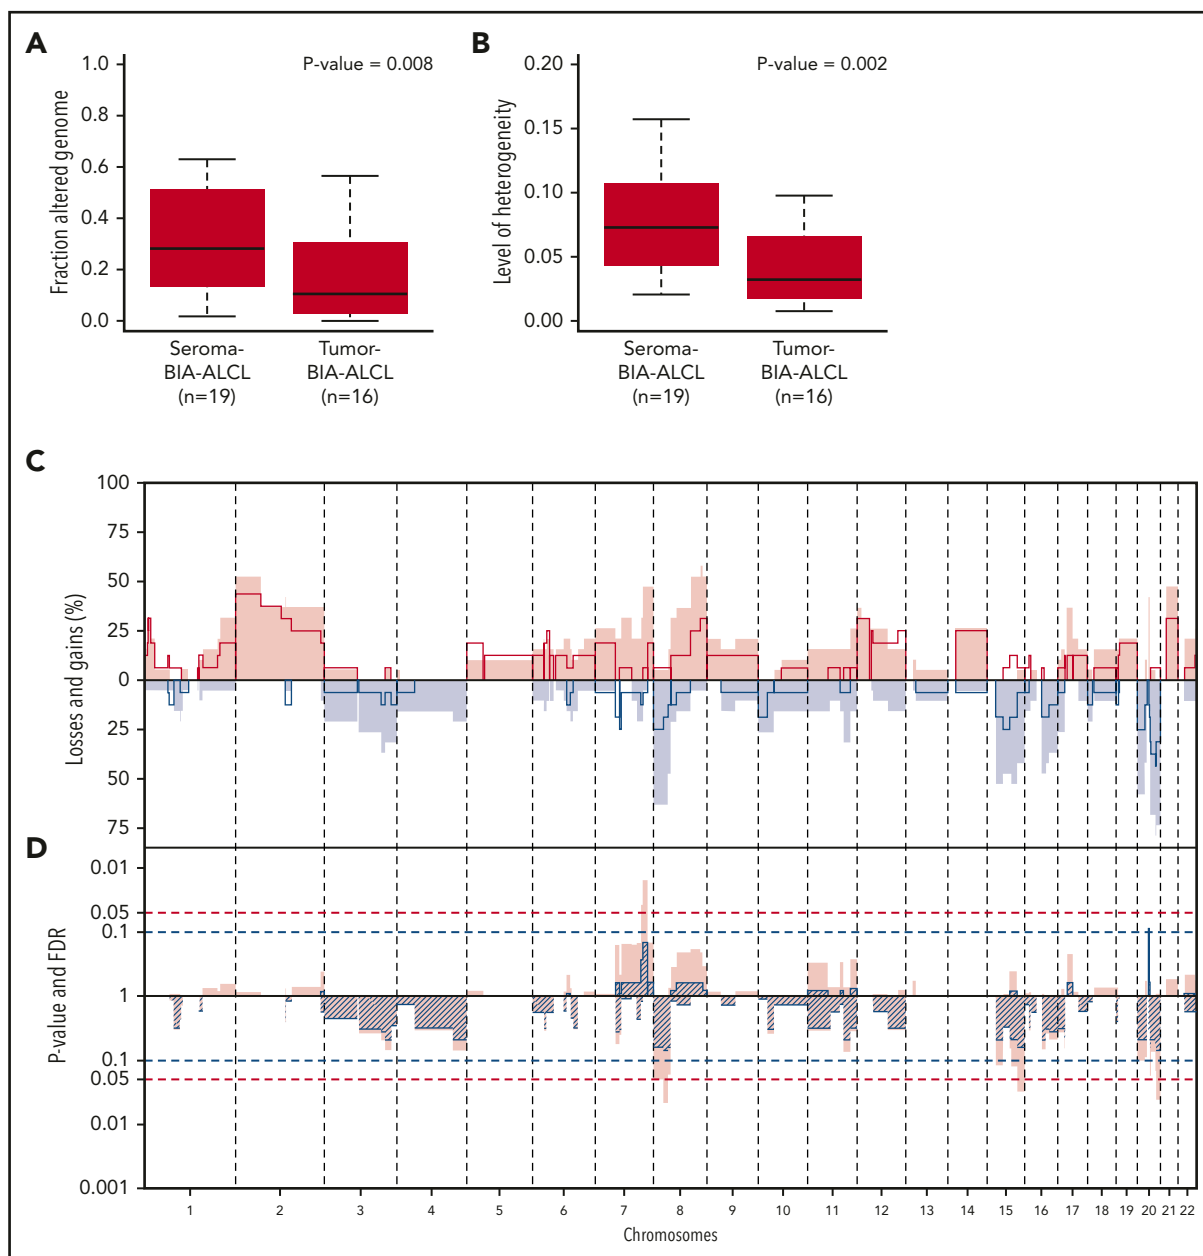 A
P-value = 0.008
Fraction altered genome
1.0
0.8
0.6
0.4
0.2
0.0
Seroma-
BIA-ALCL
(n=19)
Tumor-
BIA-ALCL
(n=16)
B
P-value = 0.002
Level of heterogeneity
0.20
0.15
0.10
0.05
0.00
Seroma-
BIA-ALCL
(n=19)
Tumor-
BIA-ALCL
(n=16)
C
Losses and gains (%)
100
75
50
25
0
25
50
75
D
P-value and FDR
0.01
0.05
0.1
1
0.1
0.05
0.01
0.001
1 2 3 4 5 6 7 8 9 10 11 12 13 14 15 16 17 18 19 20 21 22
Chromosomes